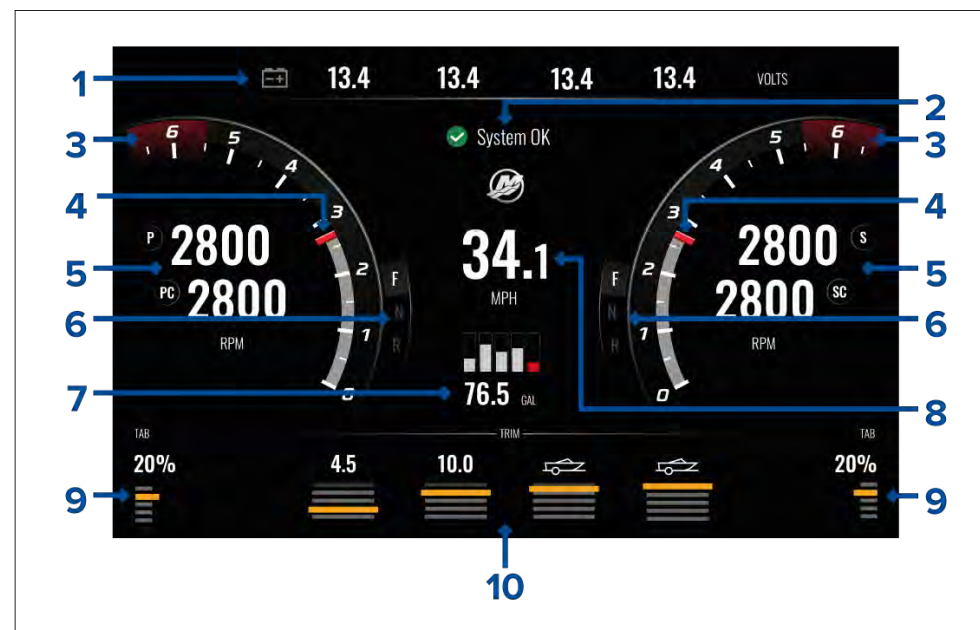 1 13.4 13.4 13.4 13.4 VOLTS
2
System OK
3 6 5 4 3 2 1 0
3 6 5 4 3 2 1 0
4 4
P 2800 2800 S
5 5
PC 2800 2800 SC
RPM RPM
6 F N R
F N R 6
34.1
MPH
7 76.5 GAL
8
TAB TRIM TAB
20% 4.5 10.0 20%
9 9
10